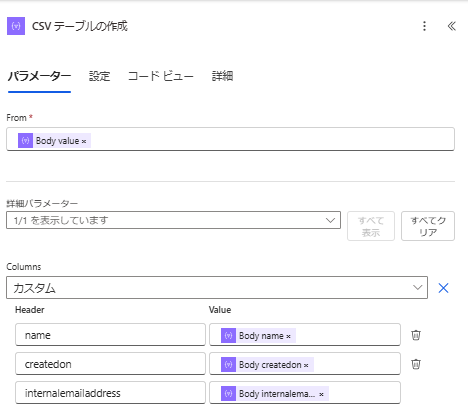 CSV テーブルの作成
パラメーター 設定 コード ビュー 詳細
From *
Body value ×
詳細パラメーター
1/1 を表示しています
すべて
表示
すべてク
リア
Columns
カスタム
Header Value
name Body name ×
createdon Body createdon ×
internalemailaddress Body internalema... ×